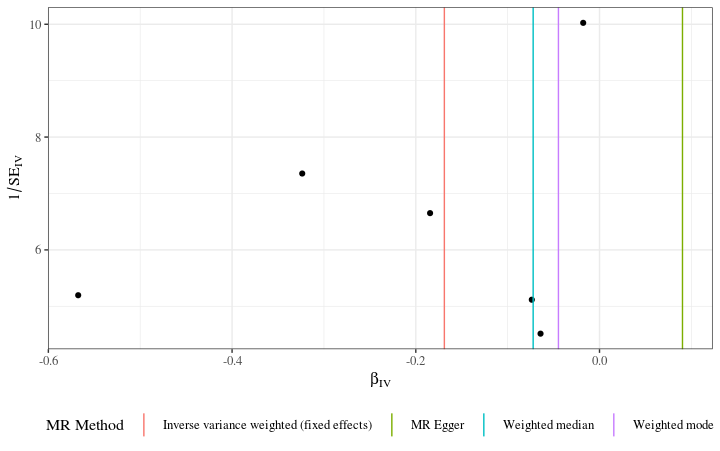 10
8
6
1/SE_IV
-0.6
-0.4
-0.2
0.0
β_IV
MR Method Inverse variance weighted (fixed effects) MR Egger Weighted median Weighted mode